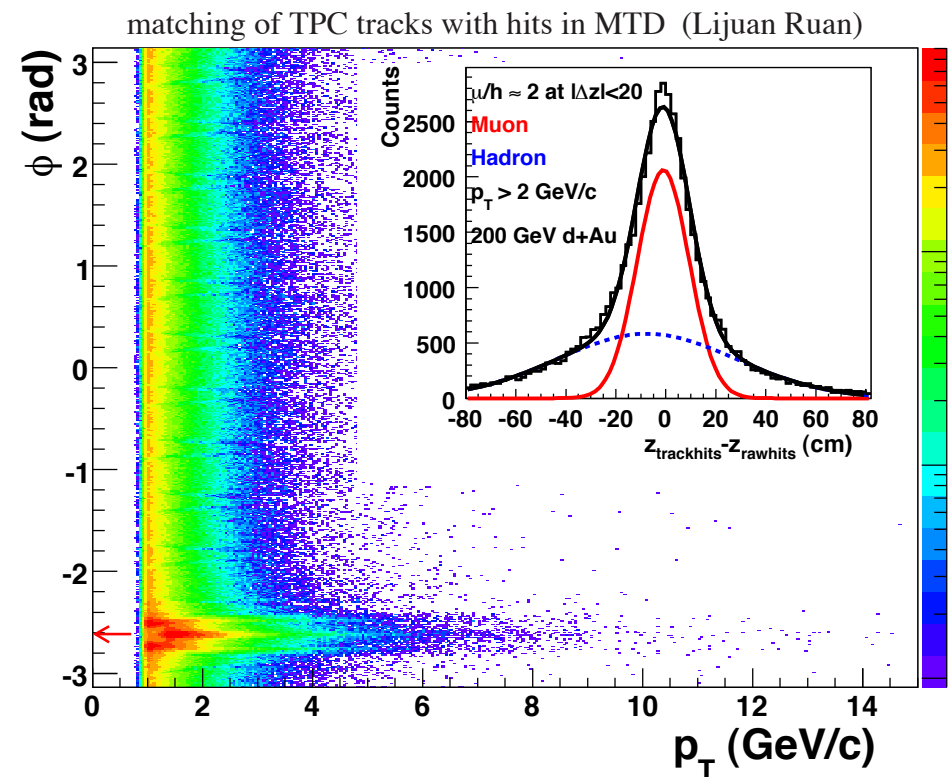 matching of TPC tracks with hits in MTD (Lijuan Ruan)
ϕ (rad)
3
2
1
0
-1
-2
-3
0
2
4
6
8
10
12
14
p_T (GeV/c)
Counts
2500
2000
1500
1000
500
0
μ/h ≈ 2 at |Δz|<20
Muon
Hadron
p_T > 2 GeV/c
200 GeV d+Au
-80 -60 -40 -20 0 20 40 60 80
z_trackhits-z_rawhits (cm)